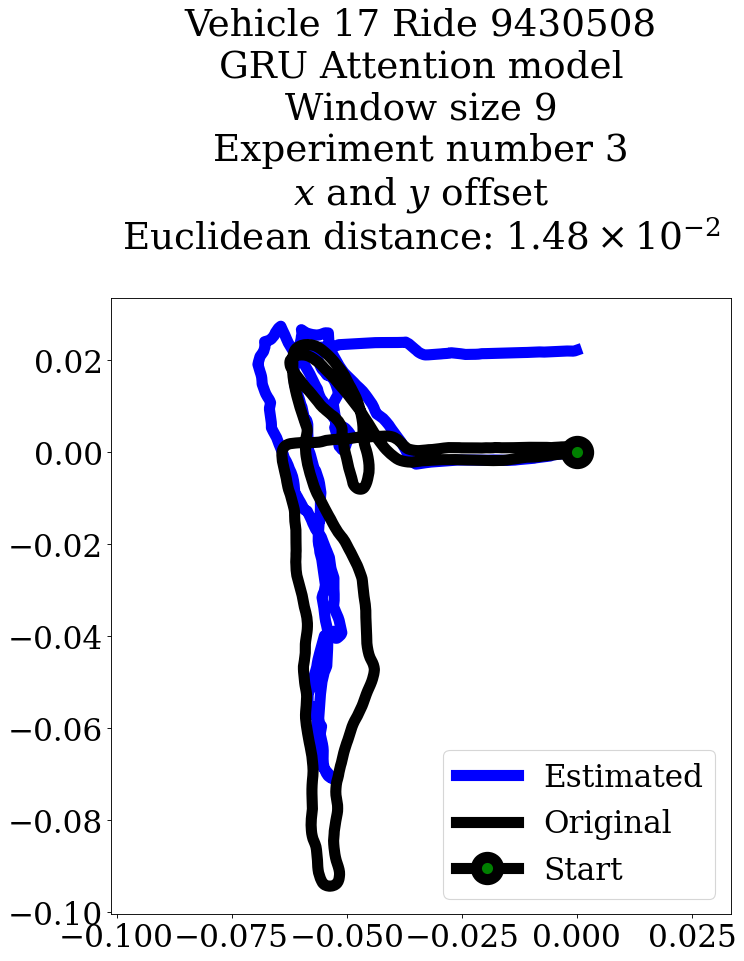 Vehicle 17 Ride 9430508
GRU Attention model
Window size 9
Experiment number 3
x and y offset
Euclidean distance: 1.48 × 10⁻²
0.02
0.00
−0.02
−0.04
−0.06
−0.08
−0.10
Estimated
Original
Start
−0.100 −0.075 −0.050 −0.025 0.000 0.025